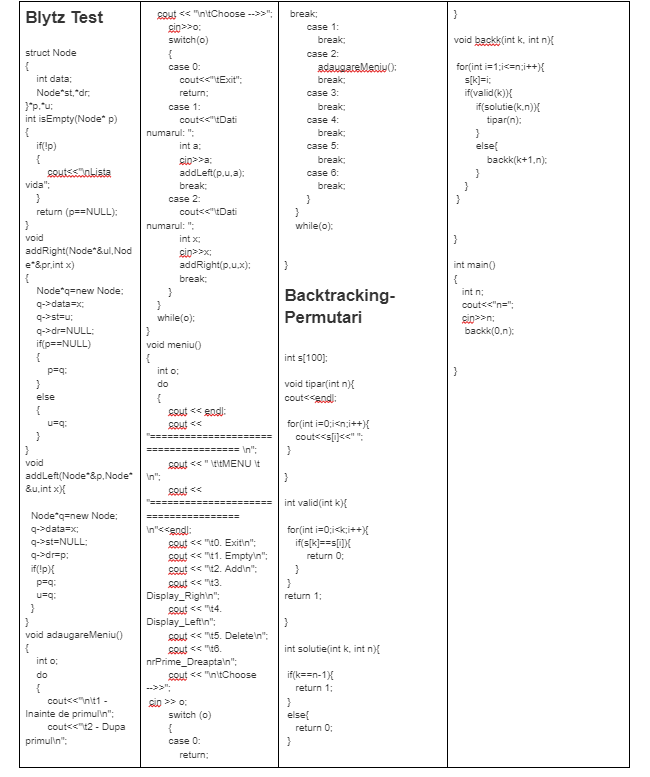 Blytz Test
struct Node
{
int data;
Node*st,*dr;
}*p,*u;
int isEmpty(Node* p)
{
if(!p)
{
cout<<"\nLista
vida";
}
return (p==NULL);
}
void
addRight(Node*&ul,Nod
e*&pr,int x)
{
Node*q=new Node;
q->data=x;
q->st=u;
q->dr=NULL;
if(p==NULL)
{
p=q;
}
else
{
u=q;
}
}
void
addLeft(Node*&p,Node*
&u,int x){
Node*q=new Node;
q->data=x;
q->st=NULL;
q->dr=p;
if(!p){
p=q;
u=q;
}
}
void adaugareMeniu()
{
int o;
do
{
cout<<"\n\t1 -
Inainte de primul\n";
cout<<"\t2 - Dupa
primul\n";
cout << "\n\tChoose -->>";
cin>>o;
switch(o)
{
case 0:
cout<<"\tExit";
return;
case 1:
cout<<"\tDati
numarul: ";
int a;
cin>>a;
addLeft(p,u,a);
break;
case 2:
cout<<"\tDati
numarul: ";
int x;
cin>>x;
addRight(p,u,x);
break;
}
}
while(o);
}
void meniu()
{
int o;
do
{
cout << endl;
cout <<
"=====================
================ \n";
cout << " \t\tMENU \t
\n";
cout <<
"=====================
================
\n"<<endl;
cout << "\t0. Exit\n";
cout << "\t1. Empty\n";
cout << "\t2. Add\n";
cout << "\t3.
Display_Righ\n";
cout << "\t4.
Display_Left\n";
cout << "\t5. Delete\n";
cout << "\t6.
nrPrime_Dreapta\n";
cout << "\n\tChoose
-->>";
cin >> o;
switch (o)
{
case 0:
return;
break;
case 1:
break;
case 2:
adaugareMeniu();
break;
case 3:
break;
case 4:
break;
case 5:
break;
case 6:
break;
}
}
while(o);
}
Backtracking-
Permutari
int s[100];
void tipar(int n){
cout<<endl;
for(int i=0;i<n;i++){
cout<<s[i]<<" ";
}
}
int valid(int k){
for(int i=0;i<k;i++){
if(s[k]==s[i]){
return 0;
}
}
return 1;
}
int solutie(int k, int n){
if(k==n-1){
return 1;
}
else{
return 0;
}
}
void backk(int k, int n){
for(int i=1;i<=n;i++){
s[k]=i;
if(valid(k)){
if(solutie(k,n)){
tipar(n);
}
else{
backk(k+1,n);
}
}
}
}
int main()
{
int n;
cout<<"n=";
cin>>n;
backk(0,n);
}